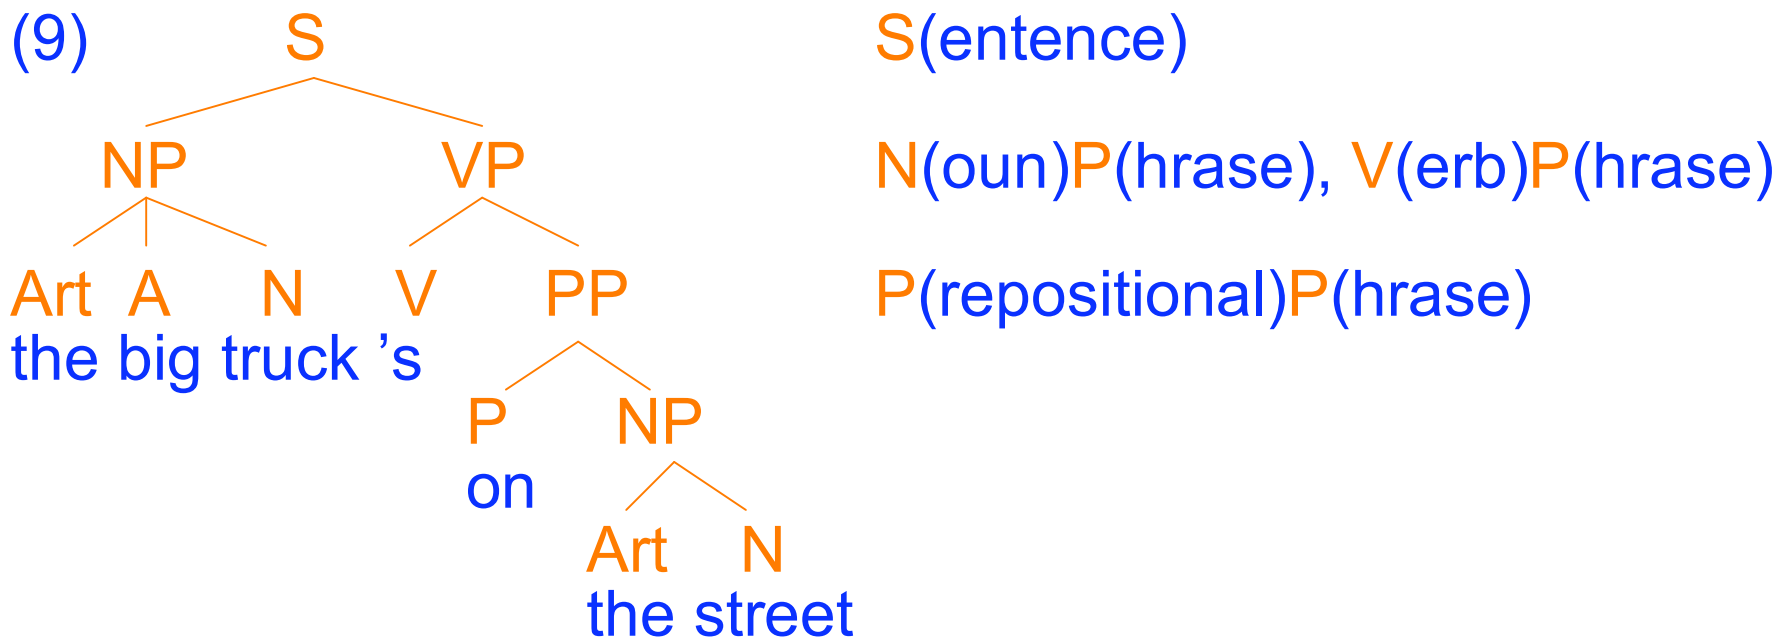 (9) S S(entence)
NP VP N(oun)P(hrase), V(erb)P(hrase)
Art A N V PP P(repositional)P(hrase)
the big truck ’s
P NP
on
Art N
the street